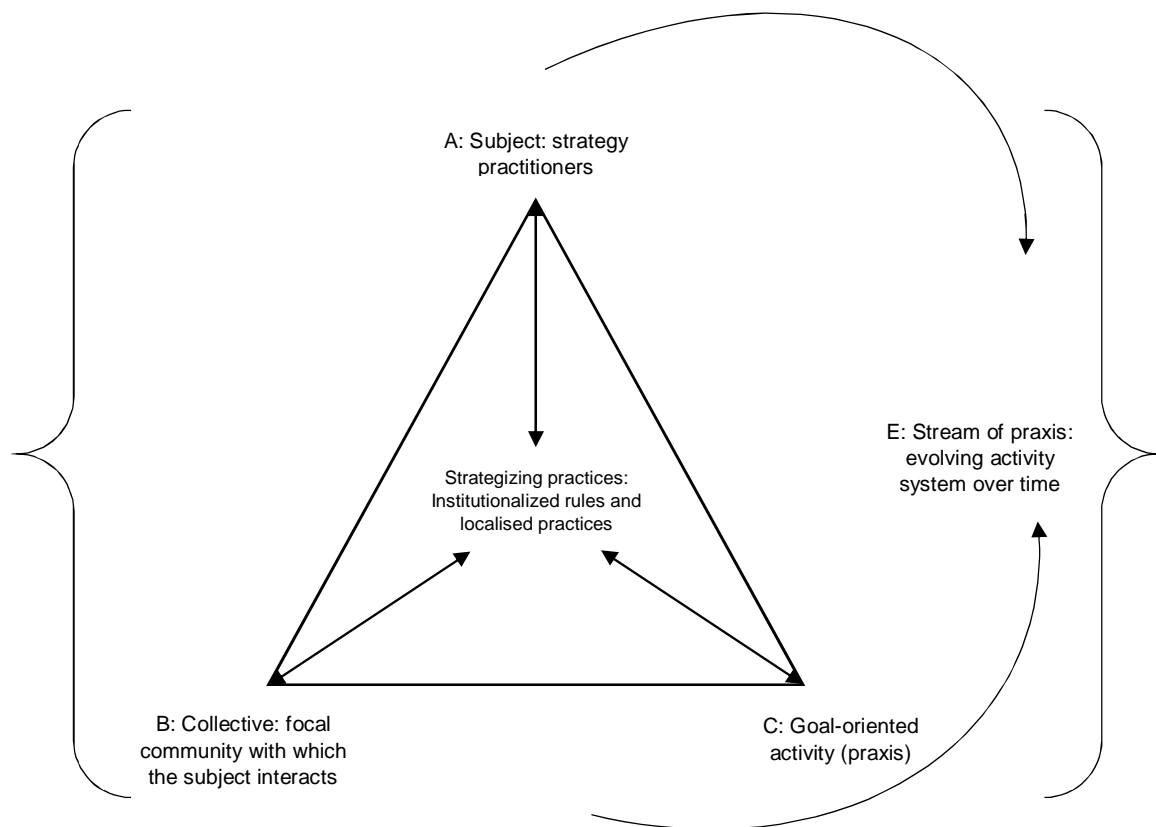 A: Subject: strategy
practitioners
E: Stream of praxis:
evolving activity
system over time
Strategizing practices:
Institutionalized rules and
localised practices
B: Collective: focal
community with which
the subject interacts
C: Goal-oriented
activity (praxis)